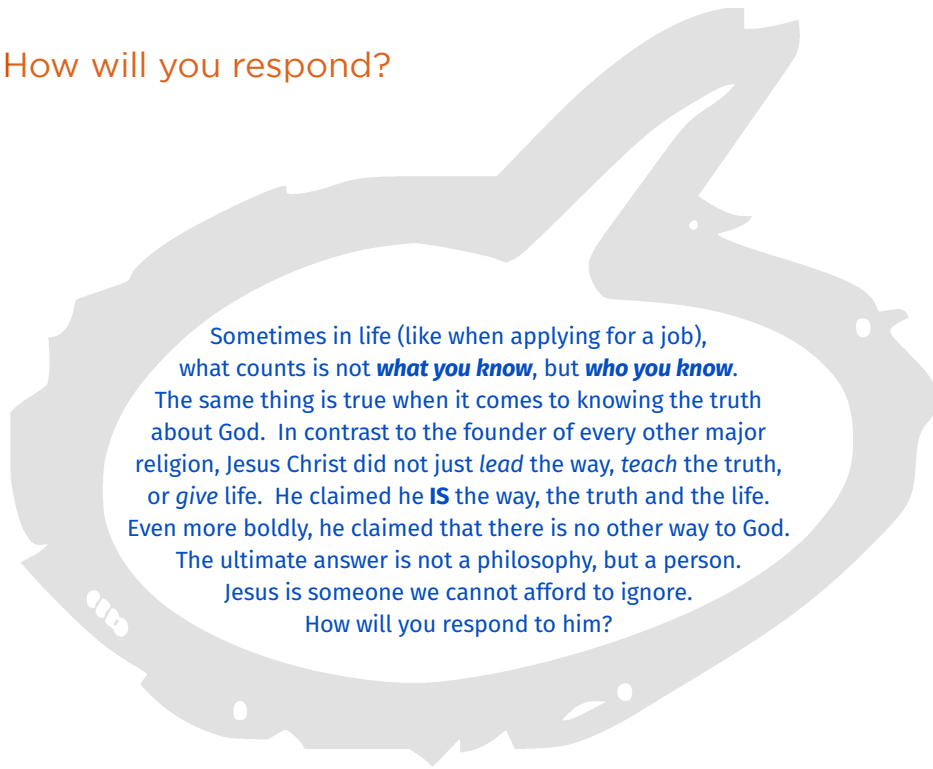 How will you respond?
Sometimes in life (like when applying for a job),
what counts is not what you know, but who you know.
The same thing is true when it comes to knowing the truth
about God.  In contrast to the founder of every other major
religion, Jesus Christ did not just lead the way, teach the truth,
or give life.  He claimed he IS the way, the truth and the life.
Even more boldly, he claimed that there is no other way to God.
The ultimate answer is not a philosophy, but a person.
Jesus is someone we cannot afford to ignore.
How will you respond to him?